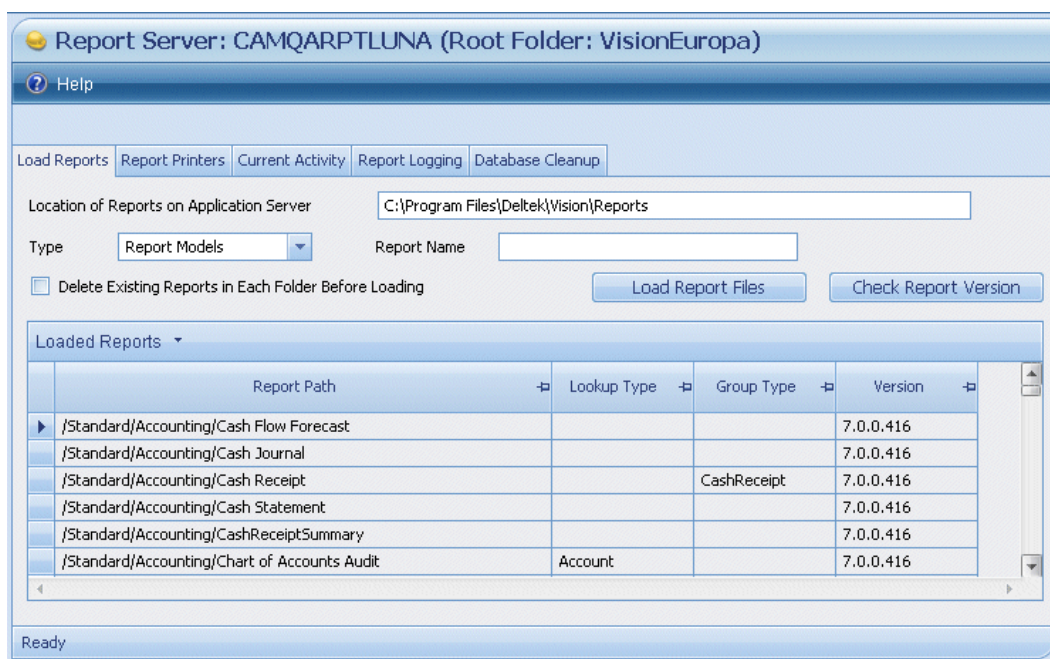 Report Server: CAMQARPTLUNA (Root Folder: VisionEuropa)
Help
Load Reports Report Printers Current Activity Report Logging Database Cleanup
Location of Reports on Application Server C:\Program Files\Deltek\Vision\Reports
Type Report Models Report Name
Delete Existing Reports in Each Folder Before Loading Load Report Files Check Report Version
Loaded Reports
Report Path Lookup Type Group Type Version
/Standard/Accounting/Cash Flow Forecast 7.0.0.416
/Standard/Accounting/Cash Journal 7.0.0.416
/Standard/Accounting/Cash Receipt CashReceipt 7.0.0.416
/Standard/Accounting/Cash Statement 7.0.0.416
/Standard/Accounting/CashReceiptSummary 7.0.0.416
/Standard/Accounting/Chart of Accounts Audit Account 7.0.0.416
Ready